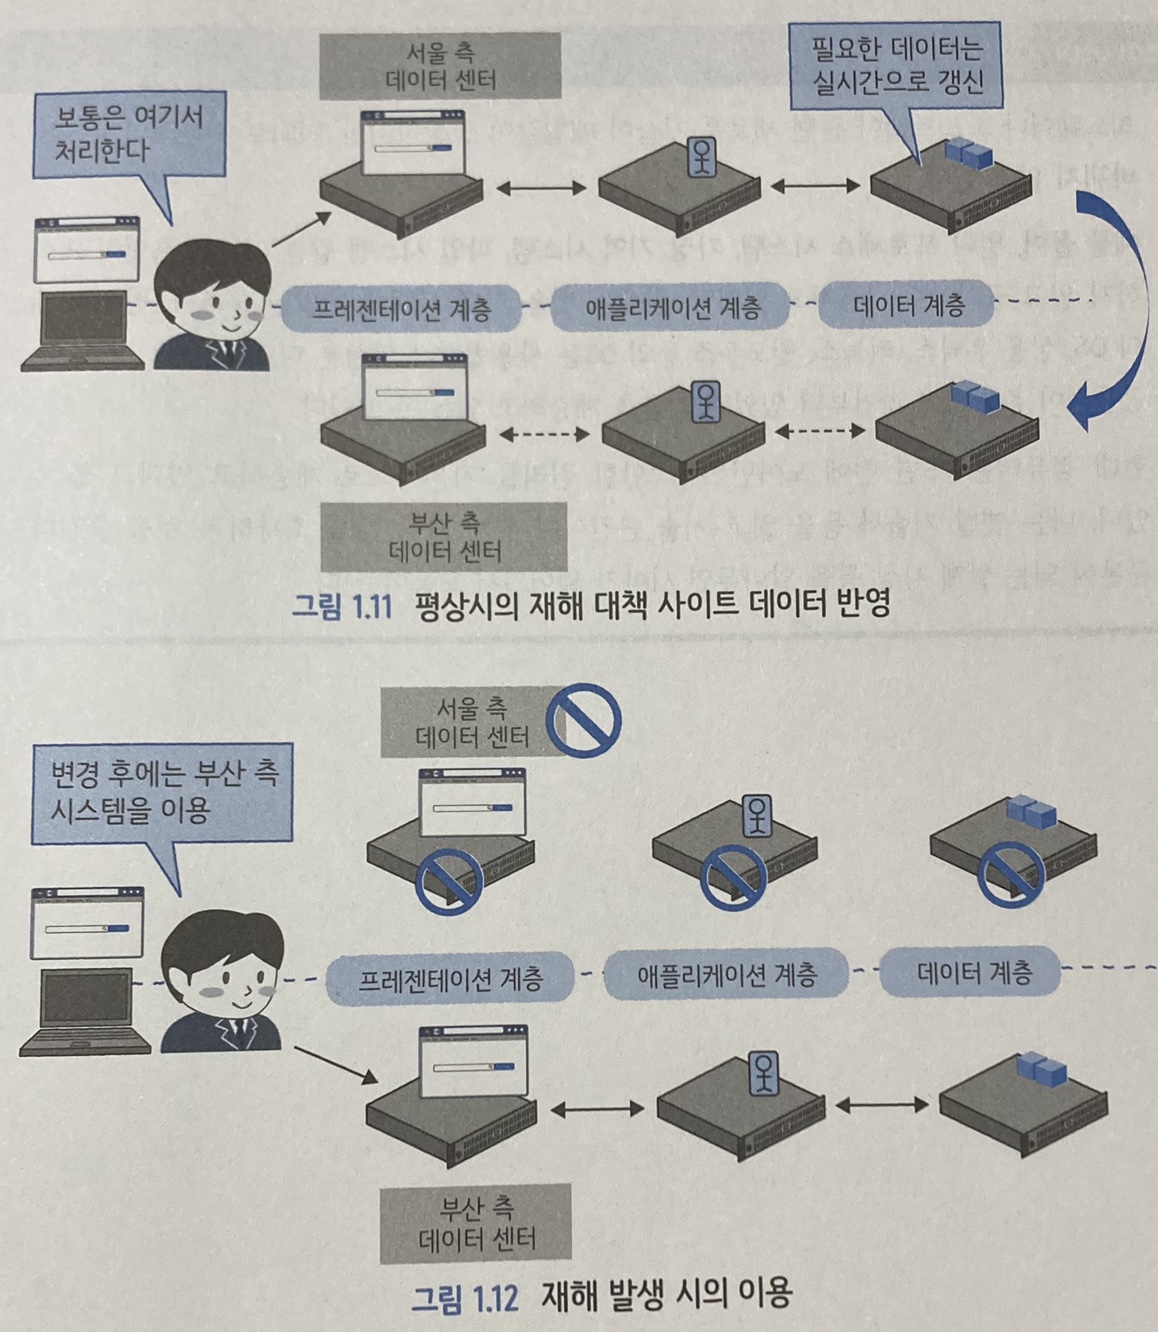 서울 측
데이터 센터
필요한 데이터는
실시간으로 갱신
보통은 여기서
처리한다
프레젠테이션 계층
애플리케이션 계층
데이터 계층
부산 측
데이터 센터
그림 1.11 평상시의 재해 대책 사이트 데이터 반영
서울 측
데이터 센터
변경 후에는 부산 측
시스템을 이용
프레젠테이션 계층
애플리케이션 계층
데이터 계층
부산 측
데이터 센터
그림 1.12 재해 발생 시의 이용